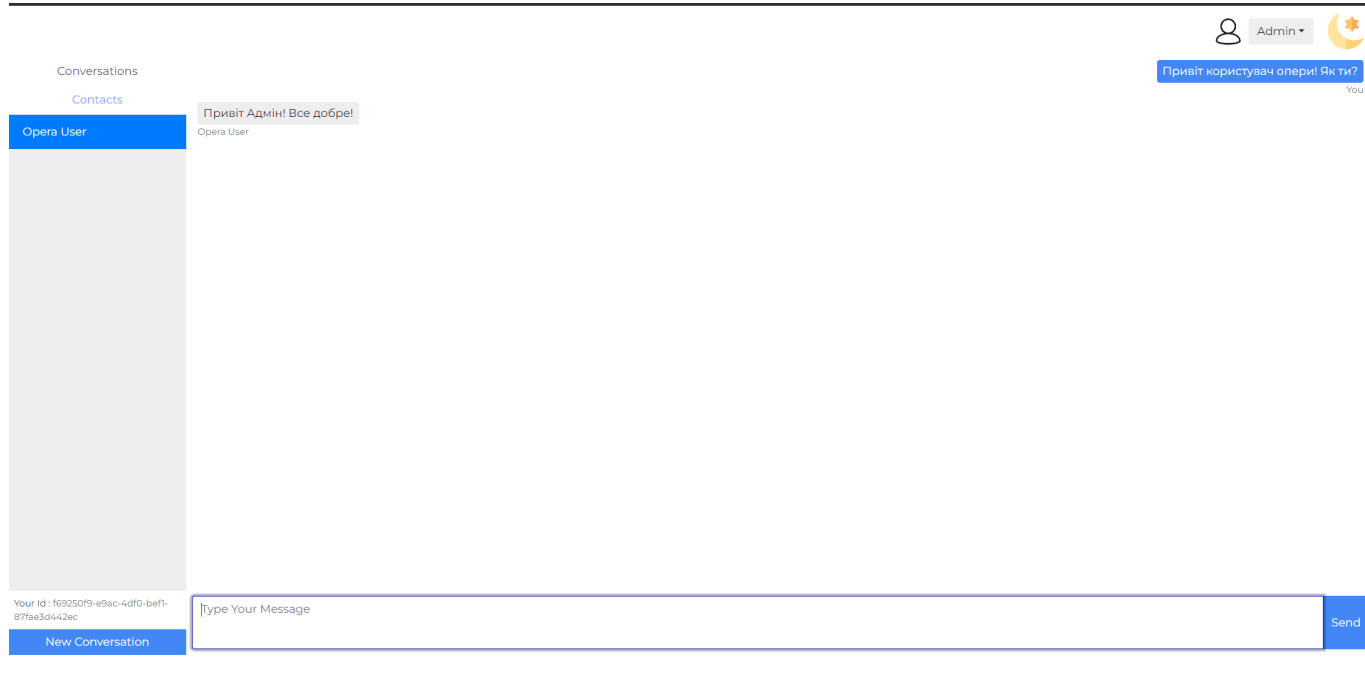 Admin
Conversations
Contacts
Opera User
Привіт користувач опери! Як ти?
You
Привіт Адмін! Все добре!
Opera User
Your Id : f69250f9-e9ac-4df0-bef1-
87fae3d442ec
New Conversation
Type Your Message
Send